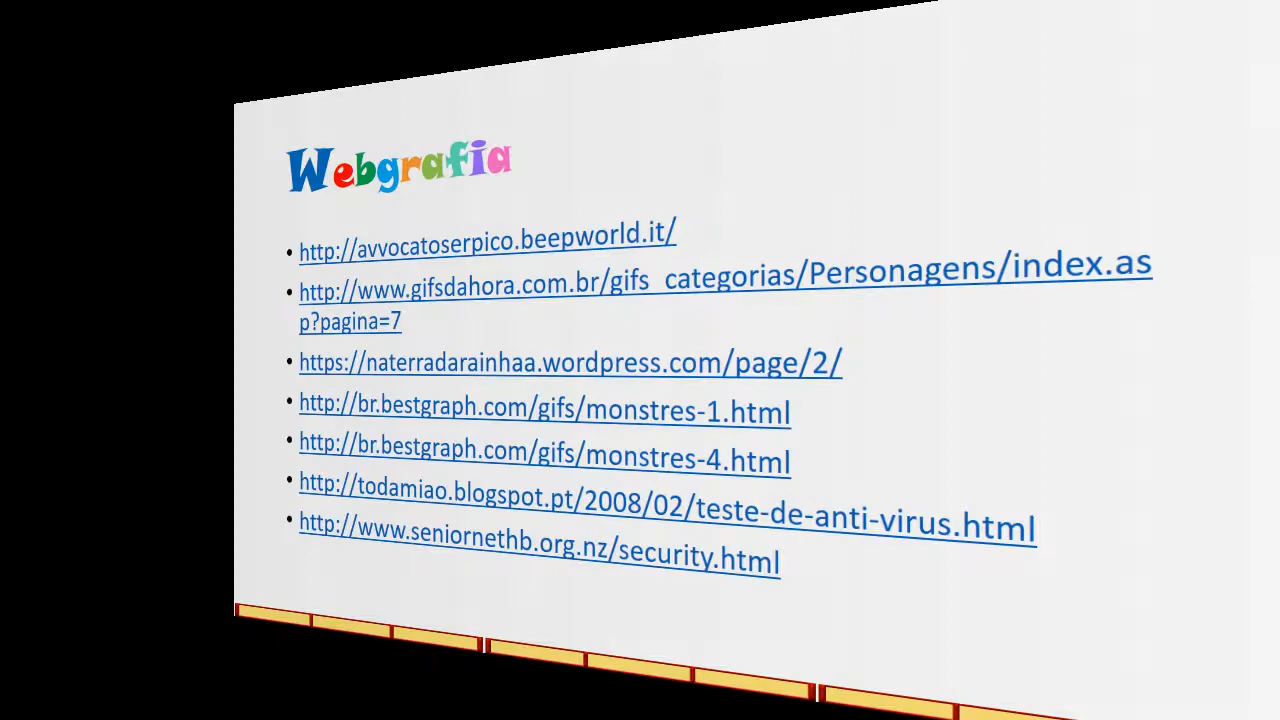 Webgrafia
• http://avvocatoserpico.beepworld.it/
• http://www.gifsdahora.com.br/gifs_categorias/Personagens/index.as
p?pagina=7
• https://naterradarainhaa.wordpress.com/page/2/
• http://br.bestgraph.com/gifs/monstres-1.html
• http://br.bestgraph.com/gifs/monstres-4.html
• http://todamiao.blogspot.pt/2008/02/teste-de-anti-virus.html
• http://www.seniornethb.org.nz/security.html